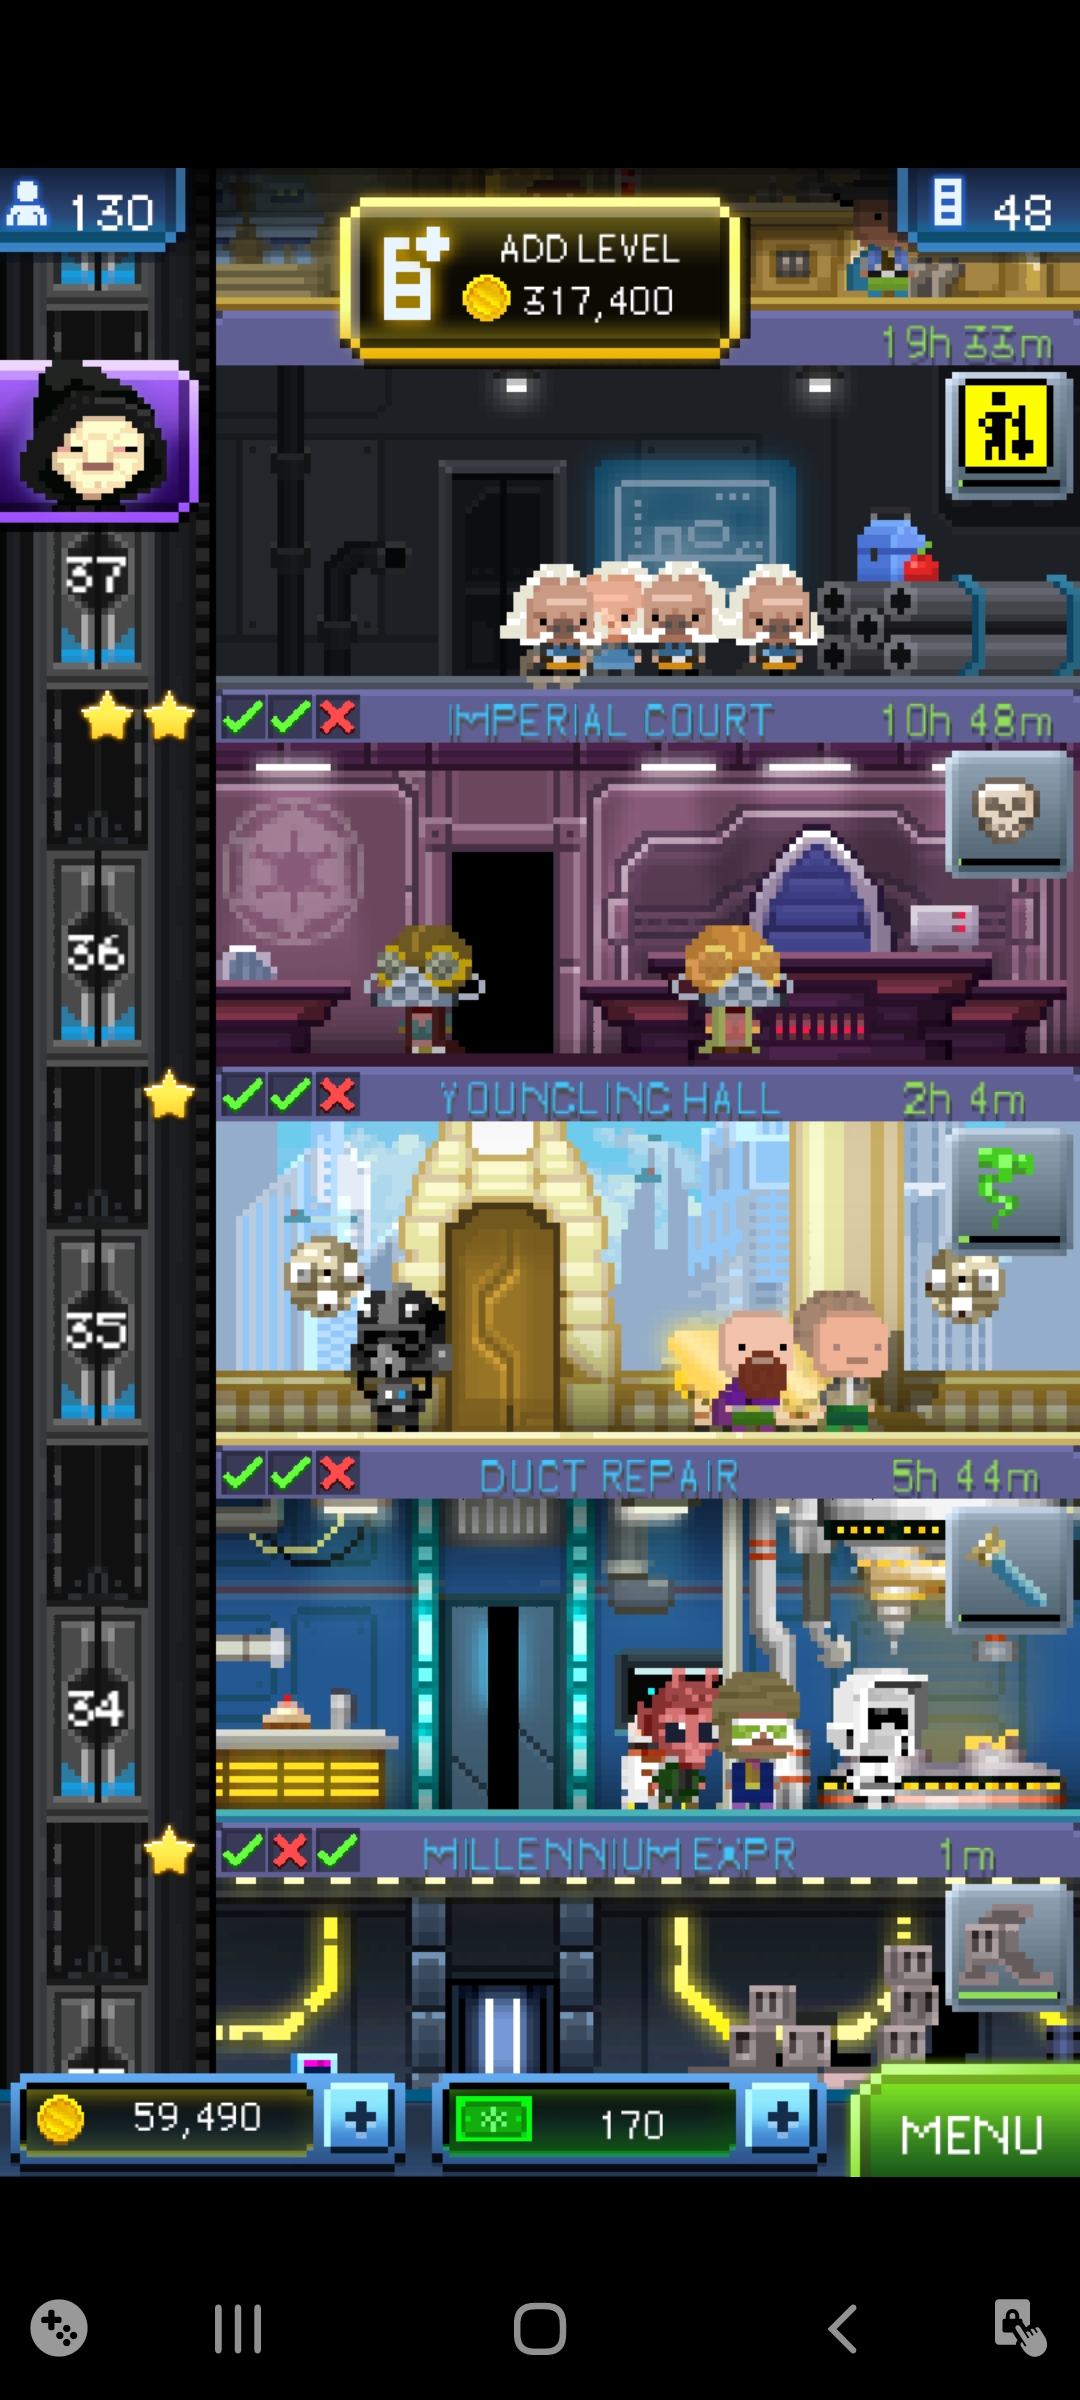 130
48
ADD LEVEL
317,400
19h 33m
37
IMPERIAL COURT
10h 48m
36
YOUNGLING HALL
2h 4m
35
DUCT REPAIR
5h 44m
34
MILLENNIUM EXPR
1m
59,490
170
MENU